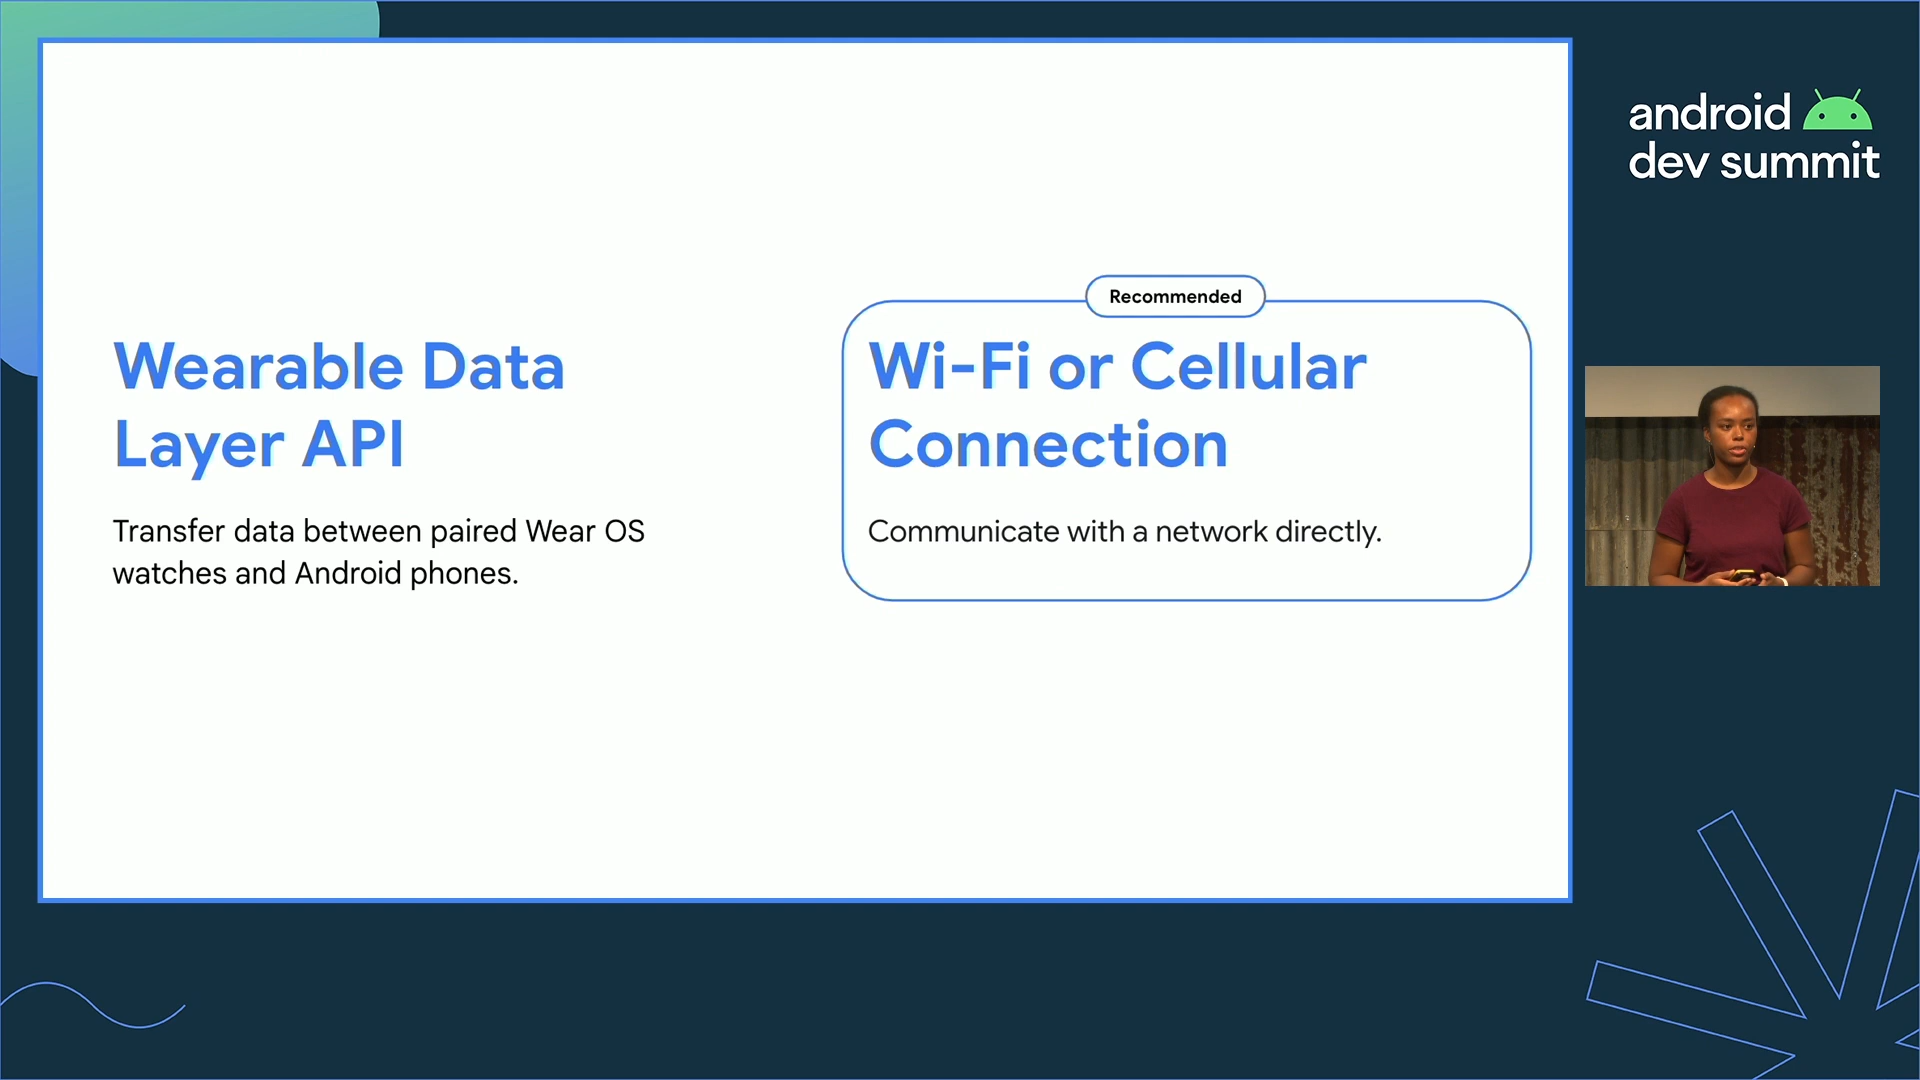 android
dev summit
Recommended
Wearable Data
Layer API
Transfer data between paired Wear OS
watches and Android phones.
Wi-Fi or Cellular
Connection
Communicate with a network directly.